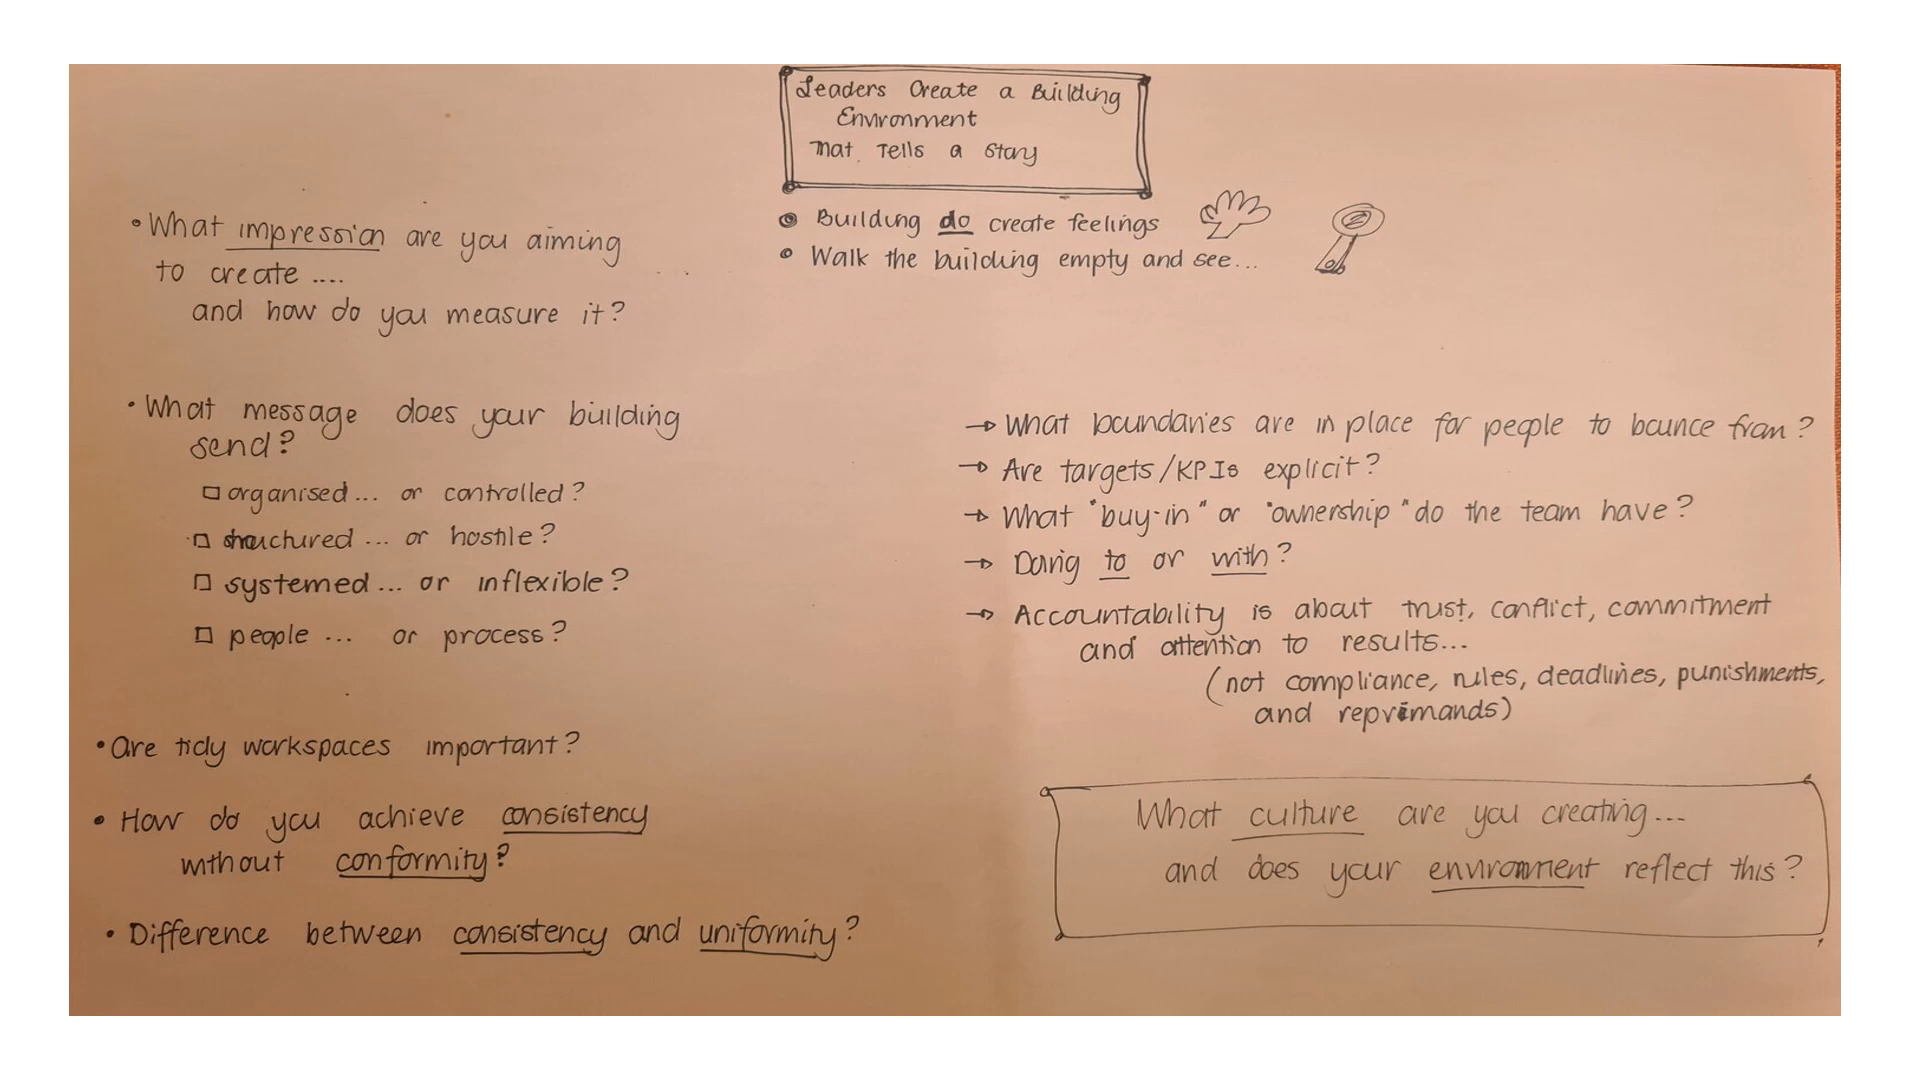 Leaders Create a Building
Environment
That Tells a Story
• Building do create feelings
• Walk the building empty and see...
• What impression are you aiming
to create ....
and how do you measure it?
• What message does your building
send?
□ organised ... or controlled?
□ structured ... or hostile?
□ systemed ... or inflexible?
□ people ... or process?
• Are tidy workspaces important?
• How do you achieve consistency
without conformity?
• Difference between consistency and uniformity?
→ What boundaries are in place for people to bounce from?
→ Are targets/KPIs explicit?
→ What "buy-in" or "ownership" do the team have?
→ Doing to or with?
→ Accountability is about trust, conflict, commitment
and attention to results...
(not compliance, rules, deadlines, punishments,
and reprimands)
What culture are you creating...
and does your environment reflect this?